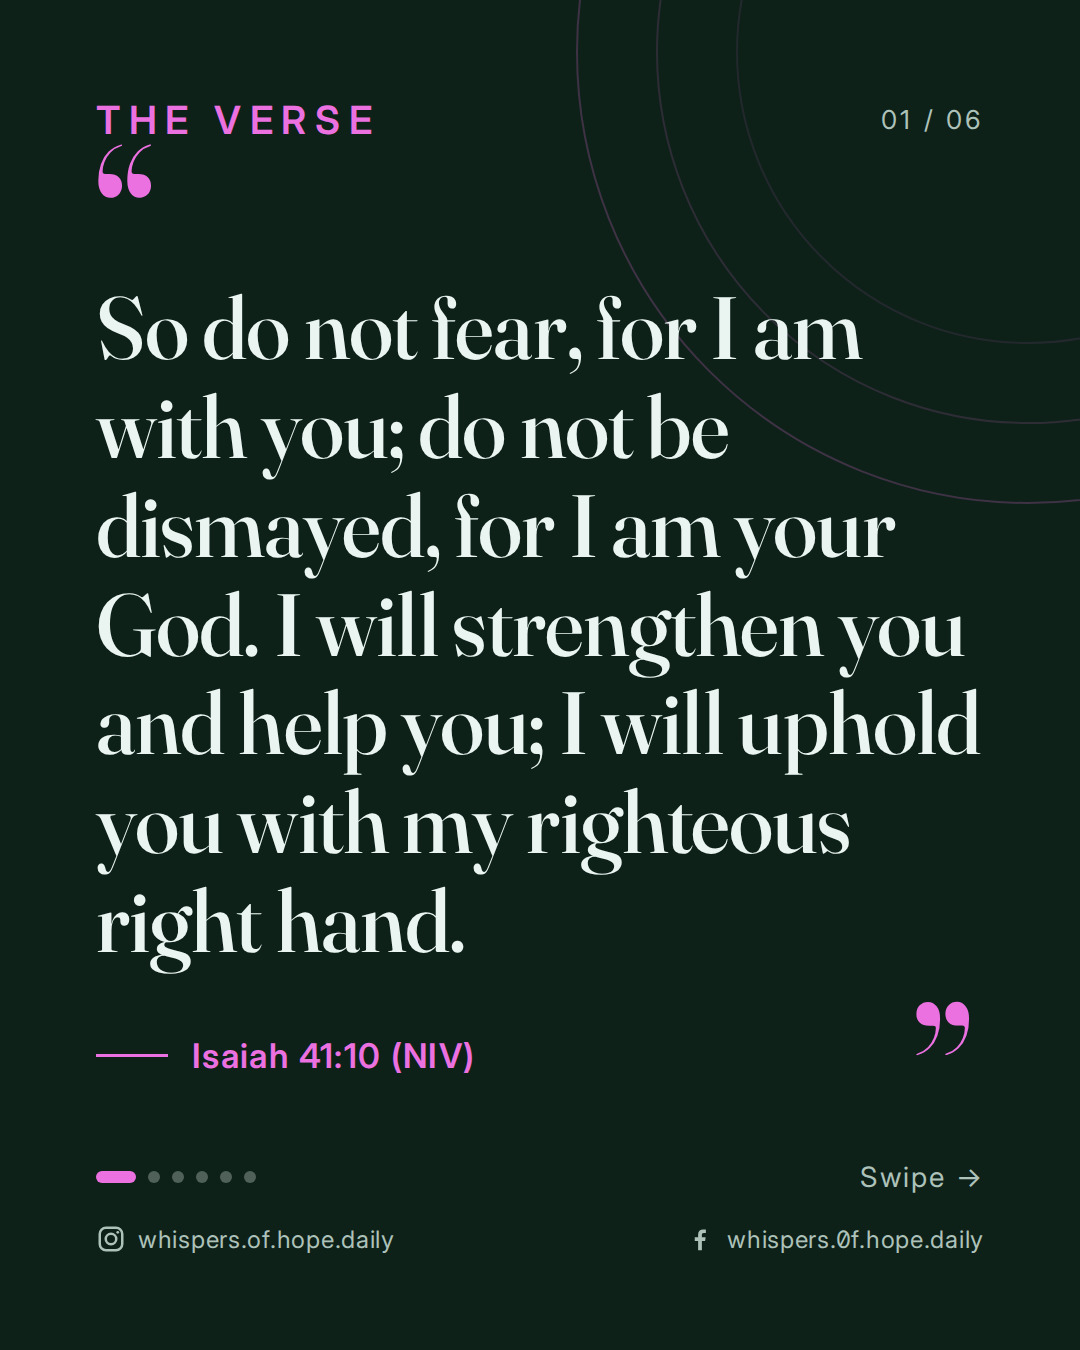 THE VERSE
01 / 06
“
So do not fear, for I am
with you; do not be
dismayed, for I am your
God. I will strengthen you
and help you; I will uphold
you with my righteous
right hand.
”
Isaiah 41:10 (NIV)
Swipe →
whispers.of.hope.daily
whispers.0f.hope.daily